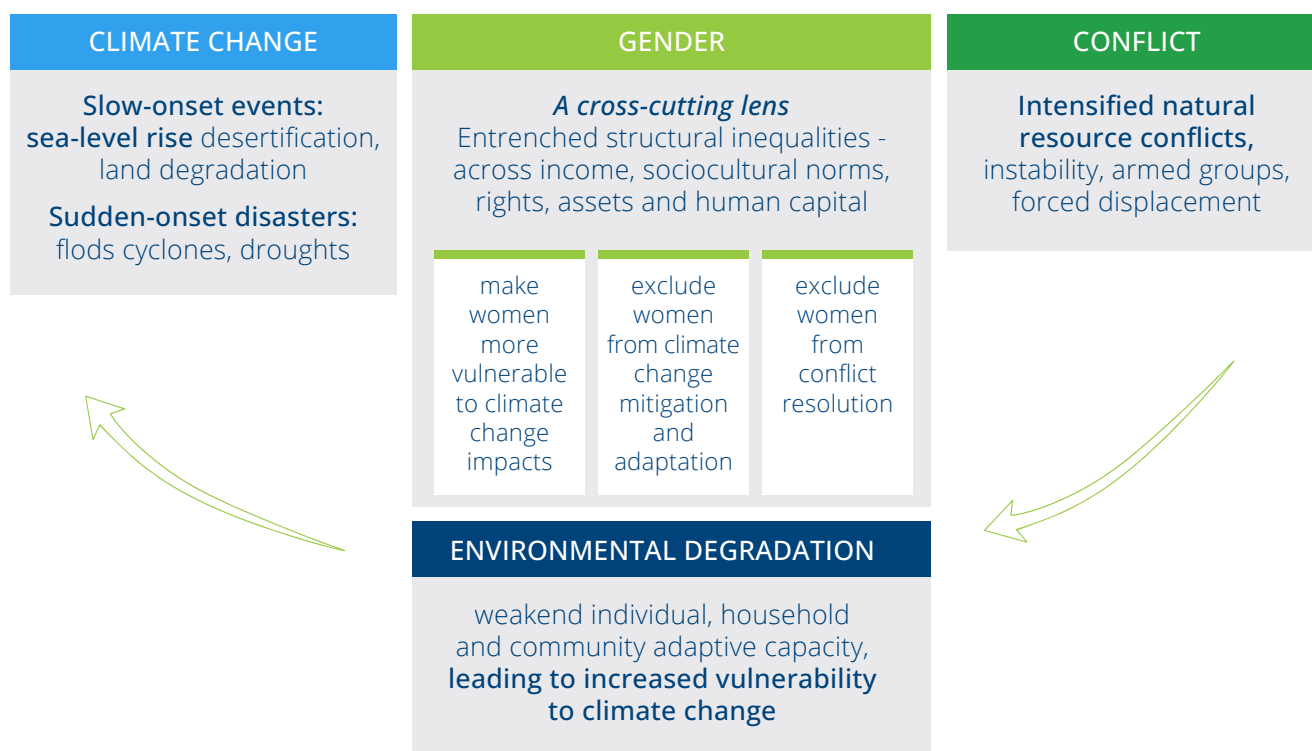 CLIMATE CHANGE
Slow-onset events:
sea-level rise desertification,
land degradation
Sudden-onset disasters:
flods cyclones, droughts
GENDER
A cross-cutting lens
Entrenched structural inequalities -
across income, sociocultural norms,
rights, assets and human capital
make
women
more
vulnerable
to climate
change
impacts
exclude
women
from climate
change
mitigation
and
adaptation
exclude
women
from
conflict
resolution
CONFLICT
Intensified natural
resource conflicts,
instability, armed groups,
forced displacement
ENVIRONMENTAL DEGRADATION
weakend individual, household
and community adaptive capacity,
leading to increased vulnerability
to climate change